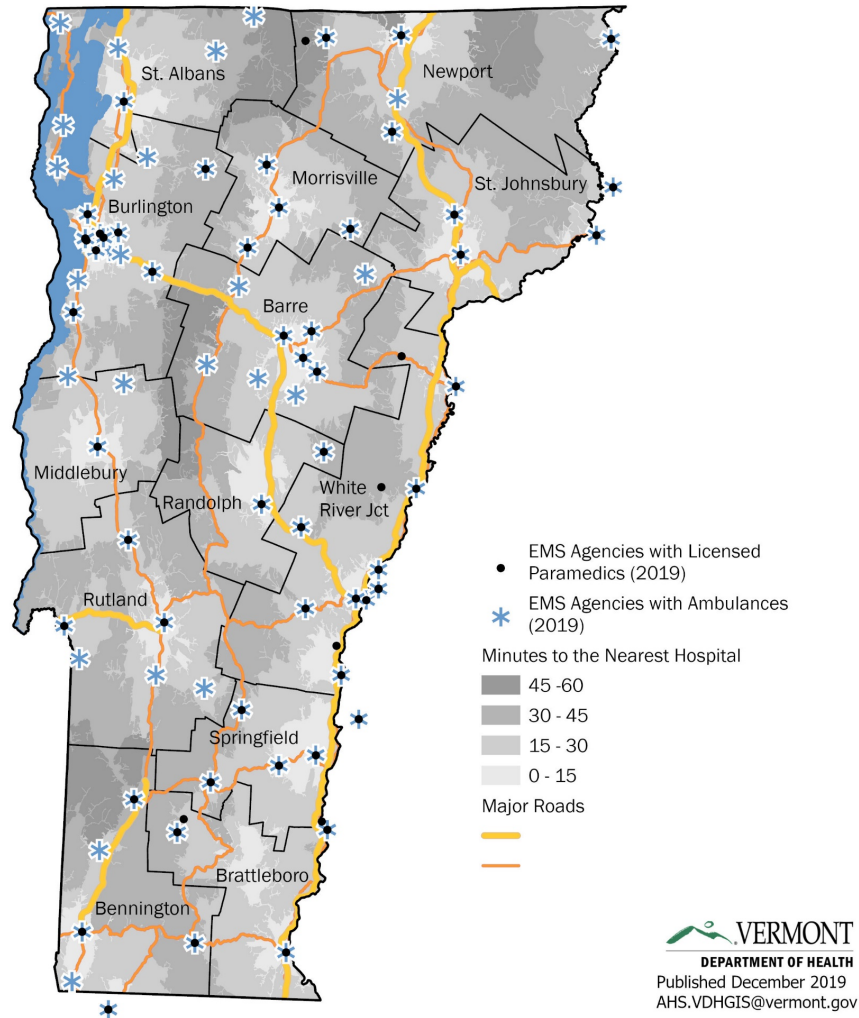 St. Albans
Newport
Morrisville
St. Johnsbury
Burlington
Barre
Middlebury
Randolph
White
River Jct
Rutland
Springfield
Brattleboro
Bennington
EMS Agencies with Licensed
Paramedics (2019)
EMS Agencies with Ambulances
(2019)
Minutes to the Nearest Hospital
45 -60
30 - 45
15 - 30
0 - 15
Major Roads
VERMONT
DEPARTMENT OF HEALTH
Published December 2019
AHS.VDHGIS@vermont.gov